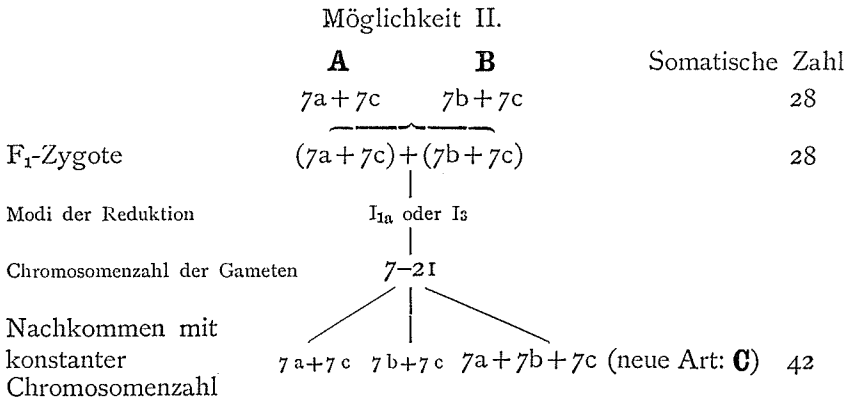 Möglichkeit II.
A B Somatische Zahl
7a+7c 7b+7c 28
F₁-Zygote (7a+7c)+(7b+7c) 28
Modi der Reduktion I₁ₐ oder I₃
Chromosomenzahl der Gameten 7–21
Nachkommen mit
konstanter 7a+7c 7b+7c 7a+7b+7c (neue Art: C) 42
Chromosomenzahl